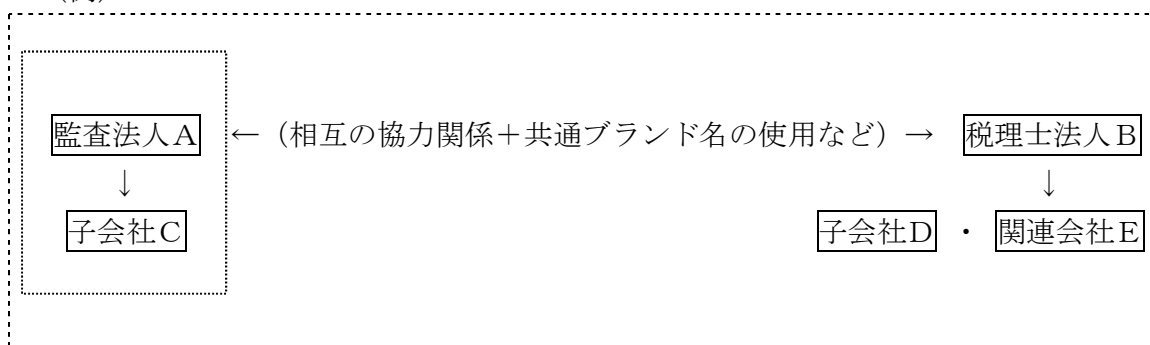 監査法人A ←（相互の協力関係＋共通ブランド名の使用など）→ 税理士法人B
↓ ↓
子会社C 子会社D ・ 関連会社E